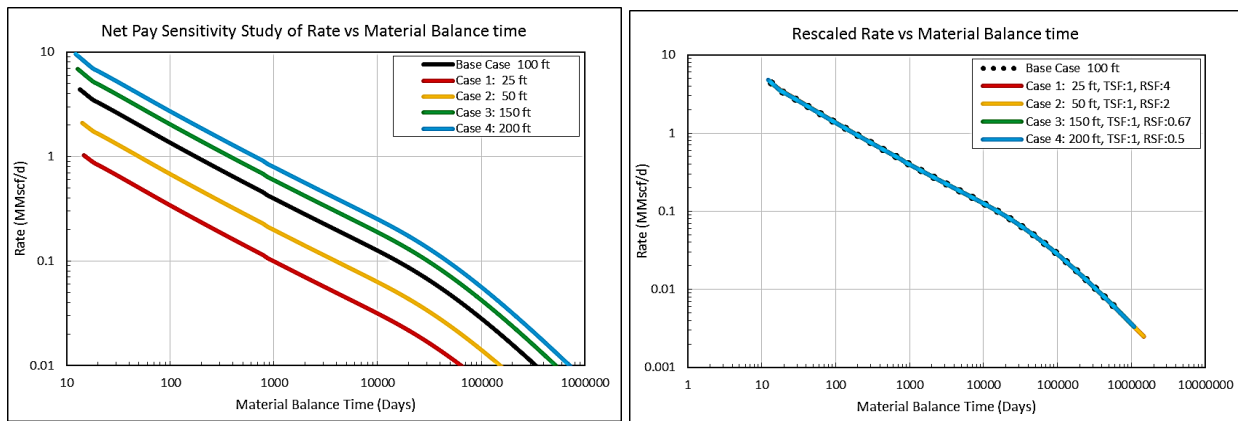 Net Pay Sensitivity Study of Rate vs Material Balance time
10
1
0.1
0.01
Rate (MMscf/d)
Base Case 100 ft
Case 1: 25 ft
Case 2: 50 ft
Case 3: 150 ft
Case 4: 200 ft
10
100
1000
10000
100000
1000000
Material Balance Time (Days)
Rescaled Rate vs Material Balance time
10
1
0.1
0.01
0.001
Rate (MMscf/d)
Base Case 100 ft
Case 1: 25 ft, TSF:1, RSF:4
Case 2: 50 ft, TSF:1, RSF:2
Case 3: 150 ft, TSF:1, RSF:0.67
Case 4: 200 ft, TSF:1, RSF:0.5
1
10
100
1000
10000
100000
1000000
10000000
Material Balance Time (Days)